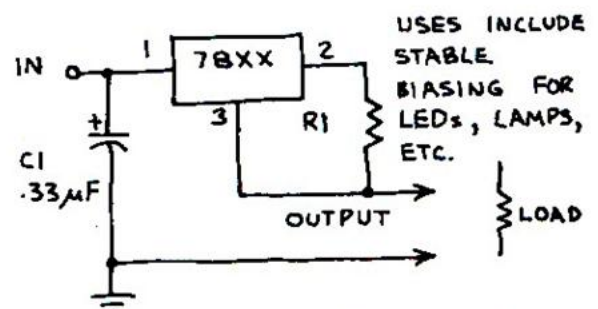 USES INCLUDE
STABLE
BIASING FOR
LEDs, LAMPS,
ETC.
IN
1
78XX
2
3
R1
+
C1
.33µF
OUTPUT
LOAD